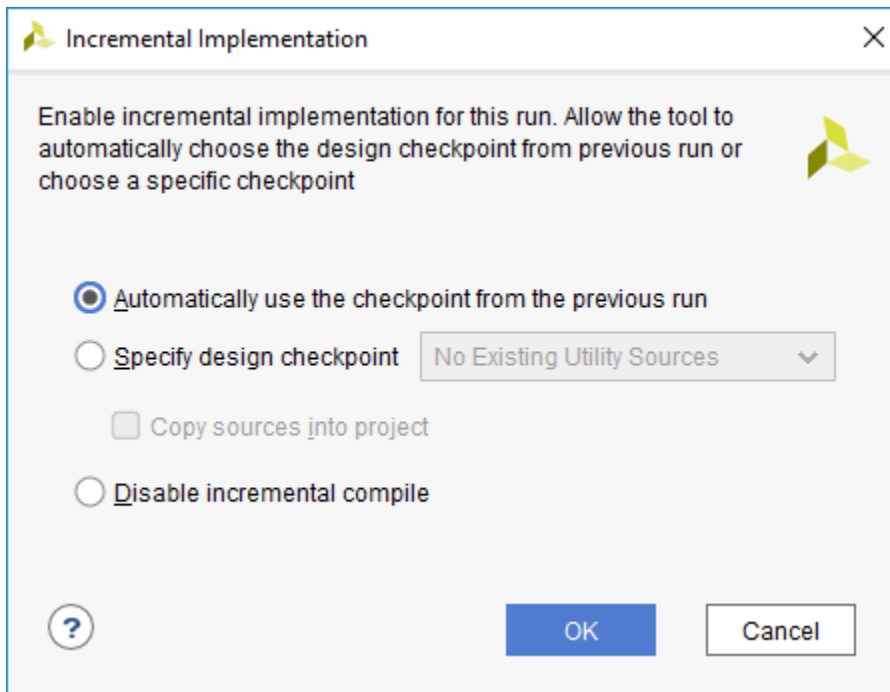 Incremental Implementation
Enable incremental implementation for this run. Allow the tool to
automatically choose the design checkpoint from previous run or
choose a specific checkpoint
Automatically use the checkpoint from the previous run
Specify design checkpoint No Existing Utility Sources
Copy sources into project
Disable incremental compile
? OK Cancel